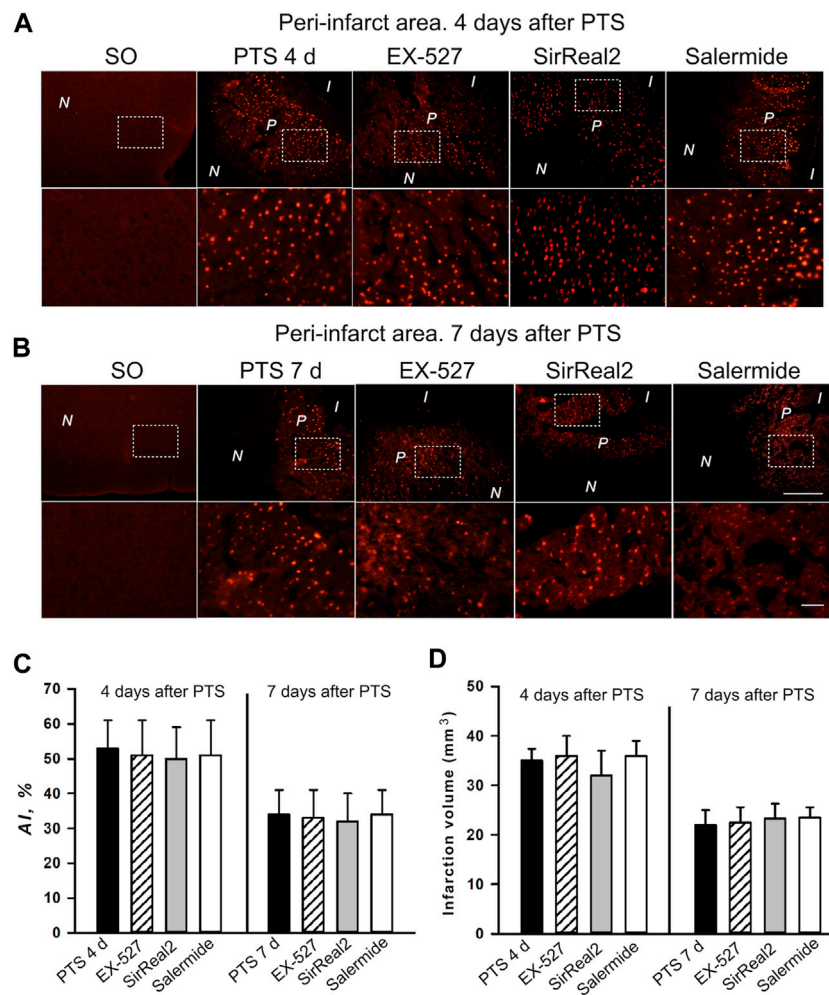 A
Peri-infarct area. 4 days after PTS
SO PTS 4 d EX-527 SirReal2 Salermide
N I P N I P N I P N P N I
Peri-infarct area. 7 days after PTS
B
SO PTS 7 d EX-527 SirReal2 Salermide
N I P N I P N I P N I P N
C
4 days after PTS 7 days after PTS
AI, %
70
60
50
40
30
20
10
0
PTS 4 d EX-527 SirReal2 Salermide PTS 7 d EX-527 SirReal2 Salermide
D
4 days after PTS 7 days after PTS
Infarction volume (mm³)
50
40
30
20
10
0
PTS 4 d EX-527 SirReal2 Salermide PTS 7 d EX-527 SirReal2 Salermide